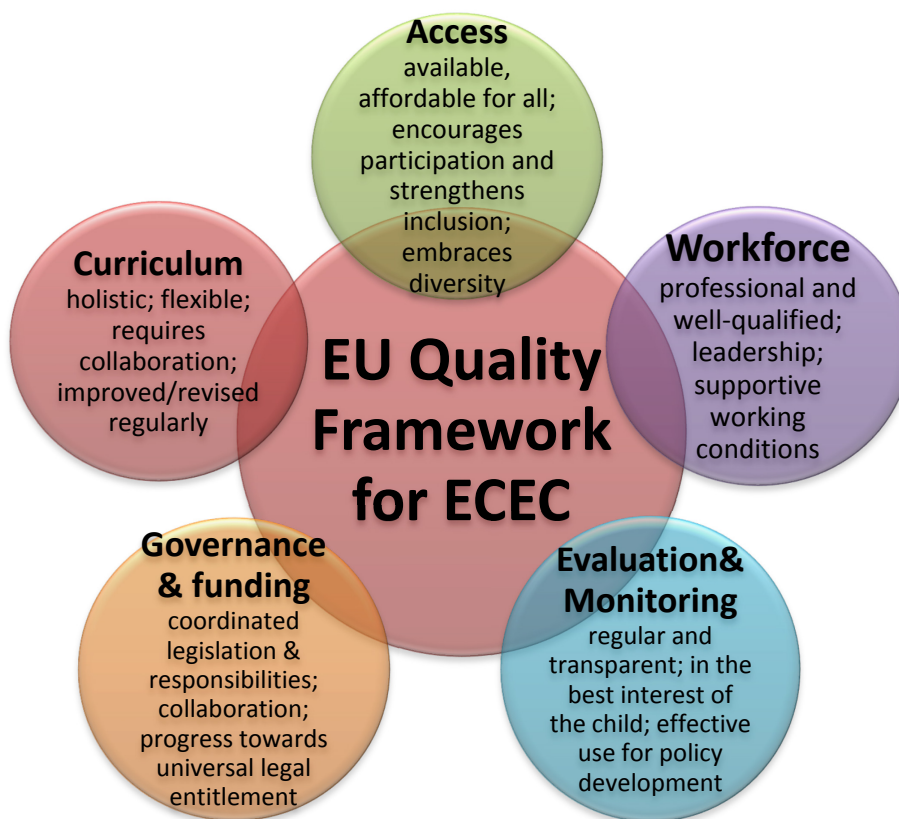 Access
available,
affordable for all;
encourages
participation and
strengthens
inclusion;
embraces
diversity
Curriculum
holistic; flexible;
requires
collaboration;
improved/revised
regularly
Workforce
professional and
well-qualified;
leadership;
supportive
working
conditions
EU Quality
Framework
for ECEC
Governance
& funding
coordinated
legislation &
responsibilities;
collaboration;
progress towards
universal legal
entitlement
Evaluation&
Monitoring
regular and
transparent; in the
best interest of
the child; effective
use for policy
development